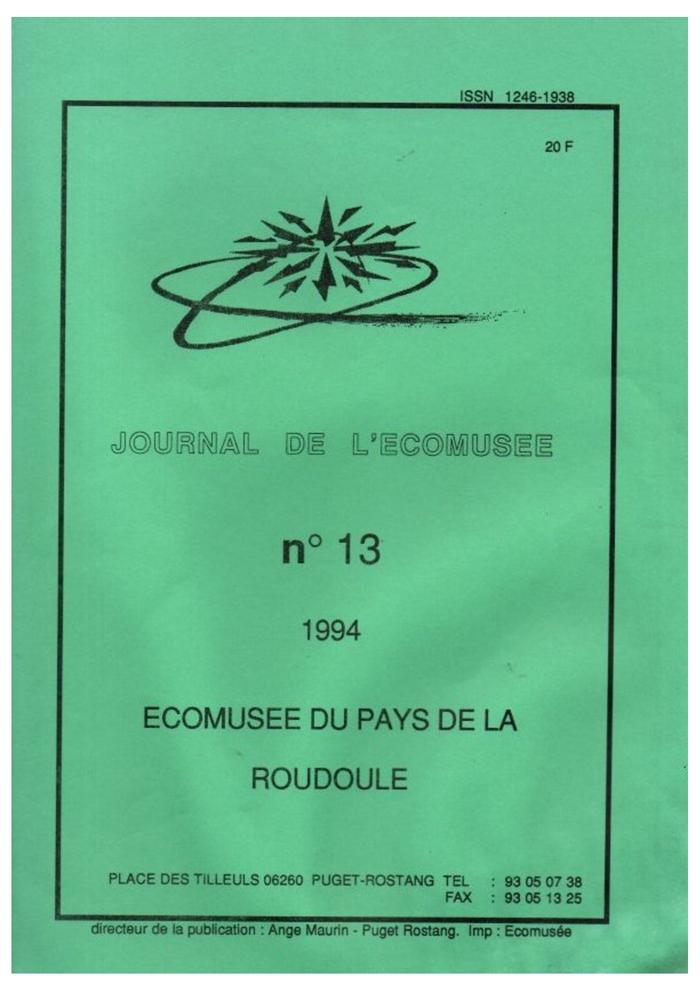 ISSN 1246-1938
20 F
JOURNAL DE L'ECOMUSEE
n° 13
1994
ECOMUSEE DU PAYS DE LA
ROUDOULE
PLACE DES TILLEULS 06260 PUGET-ROSTANG TEL : 93 05 07 38
FAX : 93 05 13 25
directeur de la publication : Ange Maurin - Puget Rostang. Imp : Ecomusée